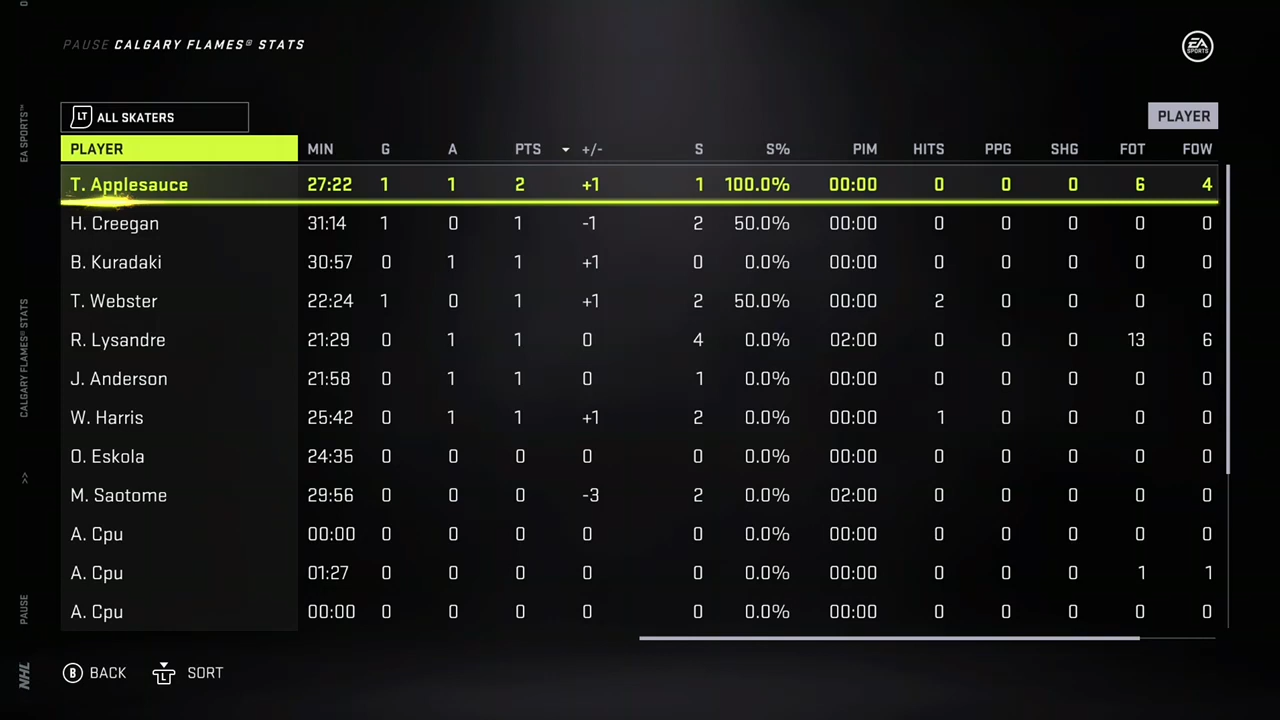 PAUSE CALGARY FLAMES® STATS
EA SPORTS
LT ALL SKATERS
PLAYER
PLAYER MIN G A PTS +/- S S% PIM HITS PPG SHG FOT FOW
T. Applesauce 27:22 1 1 2 +1 1 100.0% 00:00 0 0 0 6 4
H. Creegan 31:14 1 0 1 -1 2 50.0% 00:00 0 0 0 0 0
B. Kuradaki 30:57 0 1 1 +1 0 0.0% 00:00 0 0 0 0 0
T. Webster 22:24 1 0 1 +1 2 50.0% 00:00 2 0 0 0 0
R. Lysandre 21:29 0 1 1 0 4 0.0% 02:00 0 0 0 13 6
J. Anderson 21:58 0 1 1 0 1 0.0% 00:00 0 0 0 0 0
W. Harris 25:42 0 1 1 +1 2 0.0% 00:00 1 0 0 0 0
O. Eskola 24:35 0 0 0 0 0 0.0% 00:00 0 0 0 0 0
M. Saotome 29:56 0 0 0 -3 2 0.0% 02:00 0 0 0 0 0
A. Cpu 00:00 0 0 0 0 0 0.0% 00:00 0 0 0 0 0
A. Cpu 01:27 0 0 0 0 0 0.0% 00:00 0 0 0 1 1
A. Cpu 00:00 0 0 0 0 0 0.0% 00:00 0 0 0 0 0
B BACK L SORT
NHL PAUSE >> CALGARY FLAMES® STATS EA SPORTS™